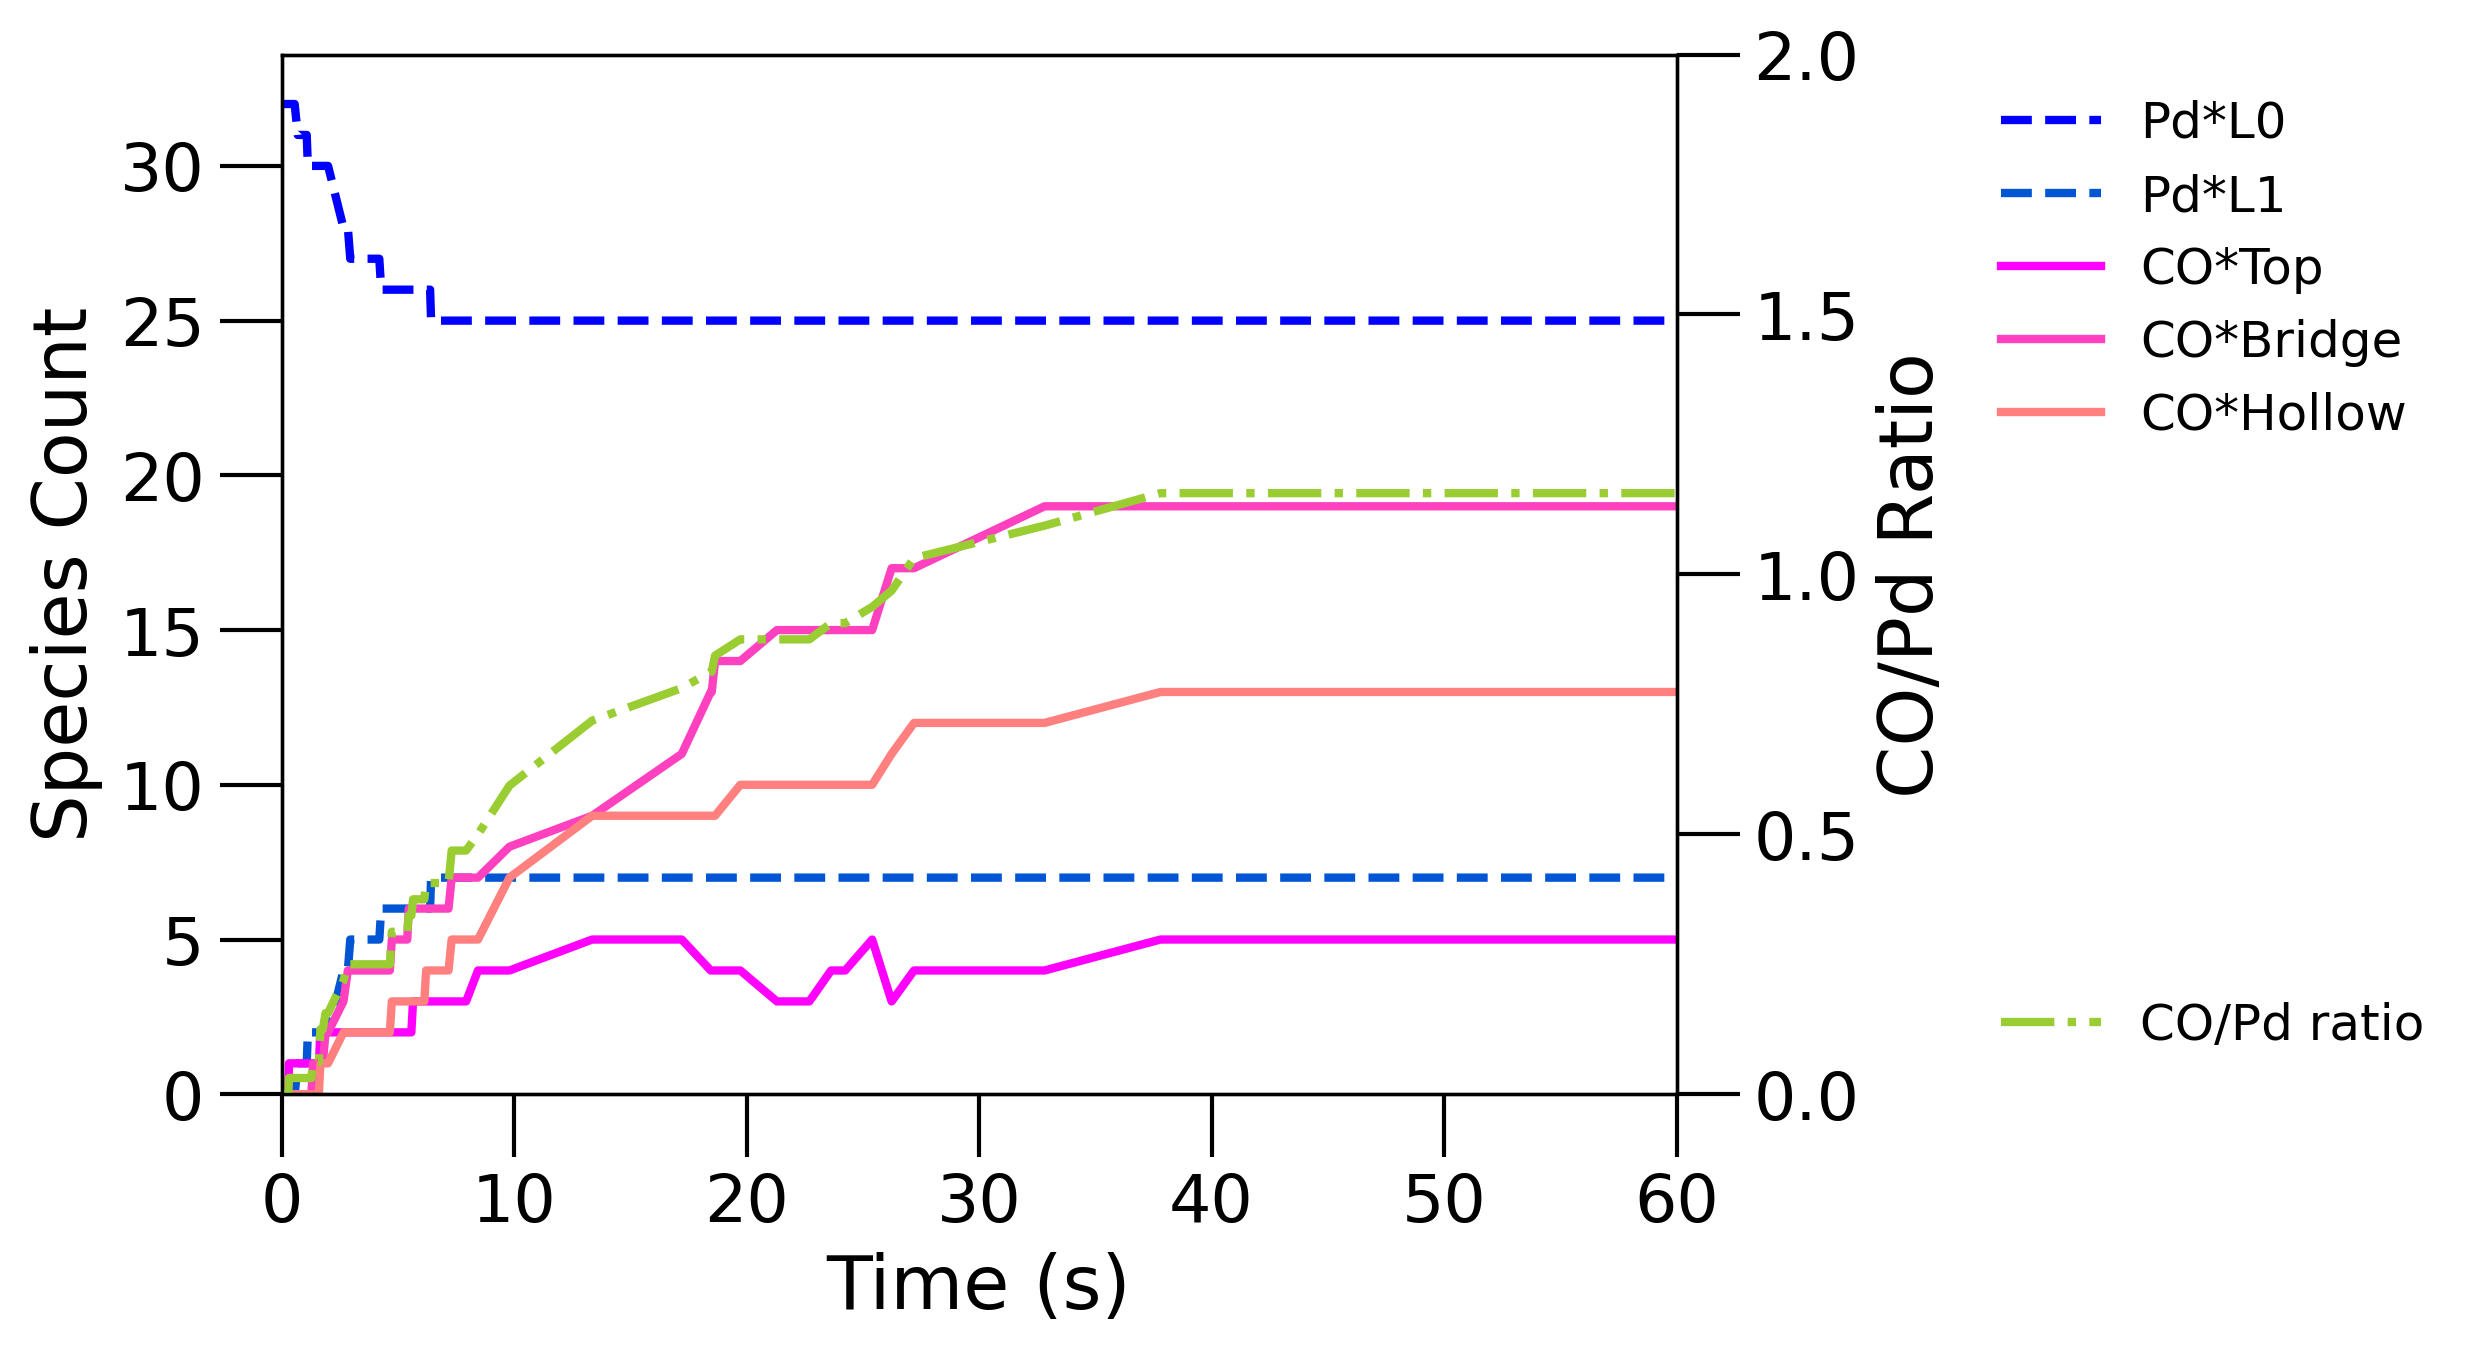 Species Count
30
25
20
15
10
5
0
0 10 20 30 40 50 60
Time (s)
2.0
1.5
1.0
0.5
0.0
CO/Pd Ratio
Pd*L0
Pd*L1
CO*Top
CO*Bridge
CO*Hollow
CO/Pd ratio